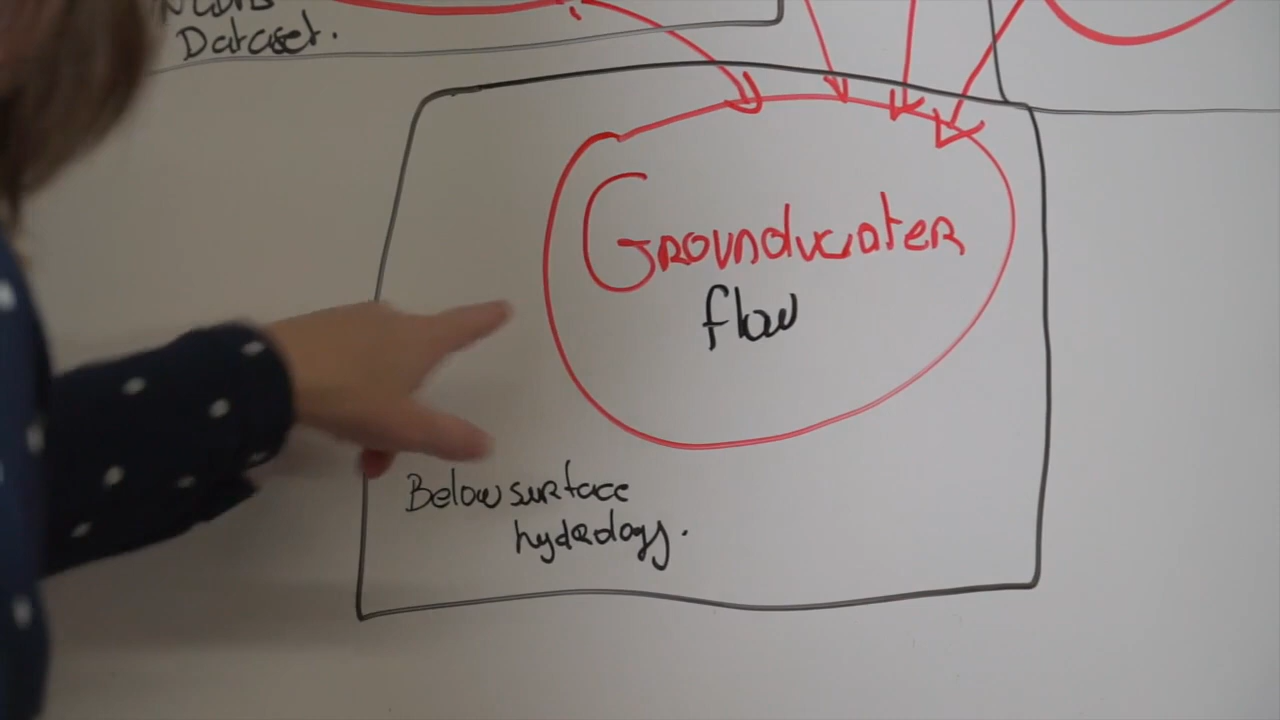 Dataset.
Groundwater
flow
Below surface
hydrology.